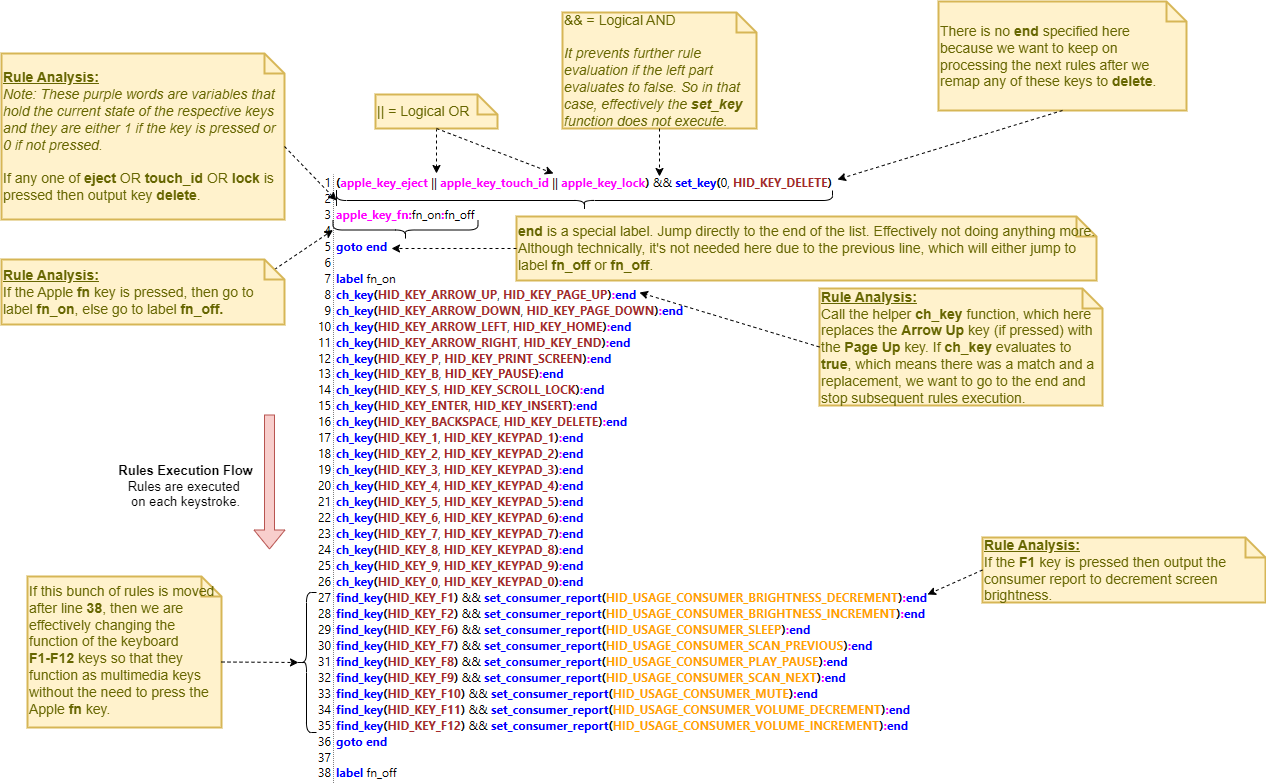 && = Logical AND
It prevents further rule
evaluation if the left part
evaluates to false. So in that
case, effectively the set_key
function does not execute.
There is no end specified here
because we want to keep on
processing the next rules after we
remap any of these keys to delete.
Rule Analysis:
Note: These purple words are variables that
hold the current state of the respective keys
and they are either 1 if the key is pressed or
0 if not pressed.
If any one of eject OR touch_id OR lock is
pressed then output key delete.
|| = Logical OR
1 (apple_key_eject || apple_key_touch_id || apple_key_lock) && set_key(0, HID_KEY_DELETE)
2
3 apple_key_fn:fn_on:fn_off
4
end is a special label. Jump directly to the end of the list. Effectively not doing anything more.
Although technically, it's not needed here due to the previous line, which will either jump to
label fn_off or fn_off.
5 goto end
6
Rule Analysis:
If the Apple fn key is pressed, then go to
label fn_on, else go to label fn_off.
7 label fn_on
8 ch_key(HID_KEY_ARROW_UP, HID_KEY_PAGE_UP):end
9 ch_key(HID_KEY_ARROW_DOWN, HID_KEY_PAGE_DOWN):end
10 ch_key(HID_KEY_ARROW_LEFT, HID_KEY_HOME):end
11 ch_key(HID_KEY_ARROW_RIGHT, HID_KEY_END):end
12 ch_key(HID_KEY_P, HID_KEY_PRINT_SCREEN):end
13 ch_key(HID_KEY_B, HID_KEY_PAUSE):end
14 ch_key(HID_KEY_S, HID_KEY_SCROLL_LOCK):end
15 ch_key(HID_KEY_ENTER, HID_KEY_INSERT):end
16 ch_key(HID_KEY_BACKSPACE, HID_KEY_DELETE):end
17 ch_key(HID_KEY_1, HID_KEY_KEYPAD_1):end
18 ch_key(HID_KEY_2, HID_KEY_KEYPAD_2):end
19 ch_key(HID_KEY_3, HID_KEY_KEYPAD_3):end
20 ch_key(HID_KEY_4, HID_KEY_KEYPAD_4):end
21 ch_key(HID_KEY_5, HID_KEY_KEYPAD_5):end
22 ch_key(HID_KEY_6, HID_KEY_KEYPAD_6):end
23 ch_key(HID_KEY_7, HID_KEY_KEYPAD_7):end
24 ch_key(HID_KEY_8, HID_KEY_KEYPAD_8):end
25 ch_key(HID_KEY_9, HID_KEY_KEYPAD_9):end
26 ch_key(HID_KEY_0, HID_KEY_KEYPAD_0):end
27 find_key(HID_KEY_F1) && set_consumer_report(HID_USAGE_CONSUMER_BRIGHTNESS_DECREMENT):end
28 find_key(HID_KEY_F2) && set_consumer_report(HID_USAGE_CONSUMER_BRIGHTNESS_INCREMENT):end
29 find_key(HID_KEY_F6) && set_consumer_report(HID_USAGE_CONSUMER_SLEEP):end
30 find_key(HID_KEY_F7) && set_consumer_report(HID_USAGE_CONSUMER_SCAN_PREVIOUS):end
31 find_key(HID_KEY_F8) && set_consumer_report(HID_USAGE_CONSUMER_PLAY_PAUSE):end
32 find_key(HID_KEY_F9) && set_consumer_report(HID_USAGE_CONSUMER_SCAN_NEXT):end
33 find_key(HID_KEY_F10) && set_consumer_report(HID_USAGE_CONSUMER_MUTE):end
34 find_key(HID_KEY_F11) && set_consumer_report(HID_USAGE_CONSUMER_VOLUME_DECREMENT):end
35 find_key(HID_KEY_F12) && set_consumer_report(HID_USAGE_CONSUMER_VOLUME_INCREMENT):end
36 goto end
37
38 label fn_off
Rule Analysis:
Call the helper ch_key function, which here
replaces the Arrow Up key (if pressed) with
the Page Up key. If ch_key evaluates to
true, which means there was a match and a
replacement, we want to go to the end and
stop subsequent rules execution.
Rules Execution Flow
Rules are executed
on each keystroke.
Rule Analysis:
If the F1 key is pressed then output the
consumer report to decrement screen
brightness.
If this bunch of rules is moved
after line 38, then we are
effectively changing the
function of the keyboard
F1-F12 keys so that they
function as multimedia keys
without the need to press the
Apple fn key.